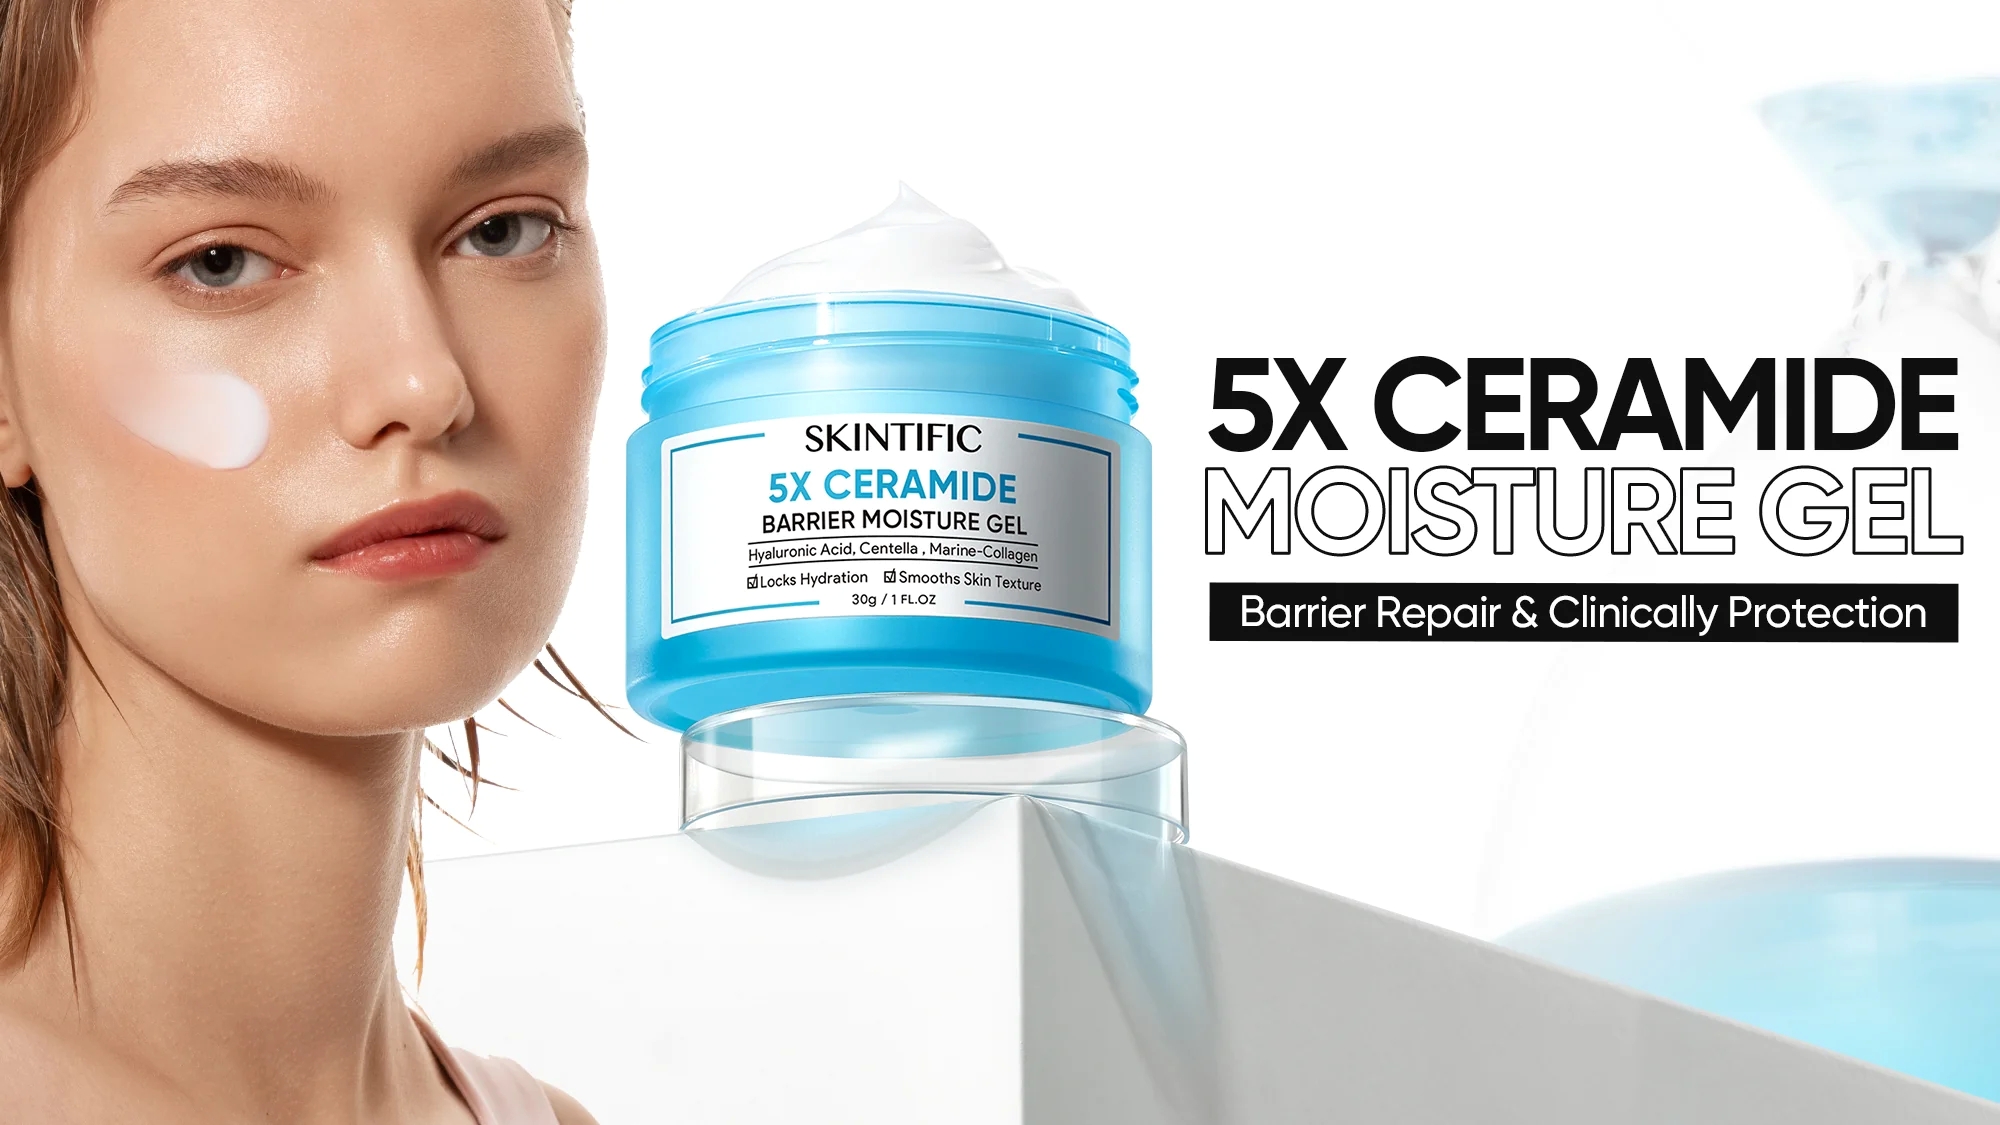 SKINTIFIC
5X CERAMIDE
BARRIER MOISTURE GEL
Hyaluronic Acid, Centella , Marine-Collagen
☑Locks Hydration ☑Smooths Skin Texture
30g / 1 FL.OZ
5X CERAMIDE
MOISTURE GEL
Barrier Repair & Clinically Protection